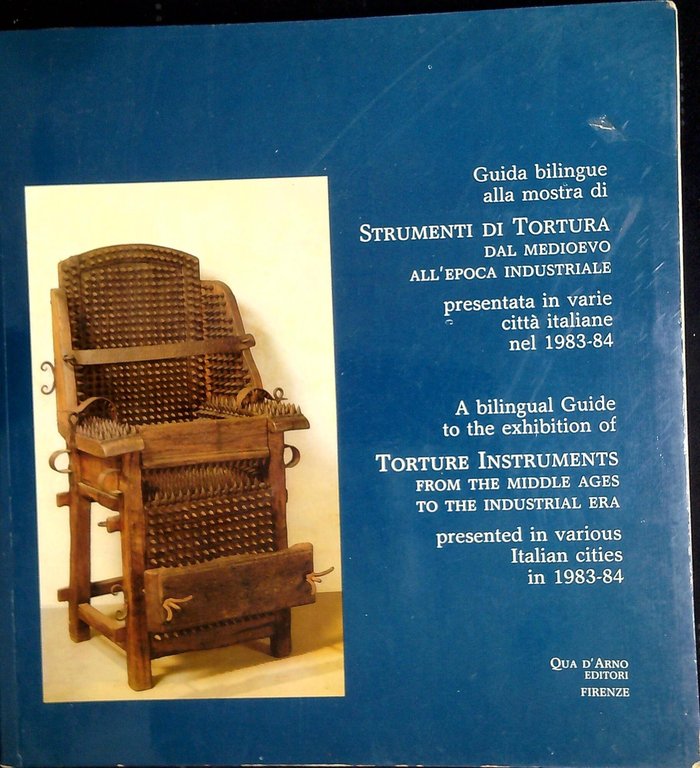 Guida bilingue
alla mostra di
STRUMENTI DI TORTURA
DAL MEDIOEVO
ALL'EPOCA INDUSTRIALE
presentata in varie
città italiane
nel 1983-84
A bilingual Guide
to the exhibition of
TORTURE INSTRUMENTS
FROM THE MIDDLE AGES
TO THE INDUSTRIAL ERA
presented in various
Italian cities
in 1983-84
QUA D'ARNO
EDITORI
FIRENZE